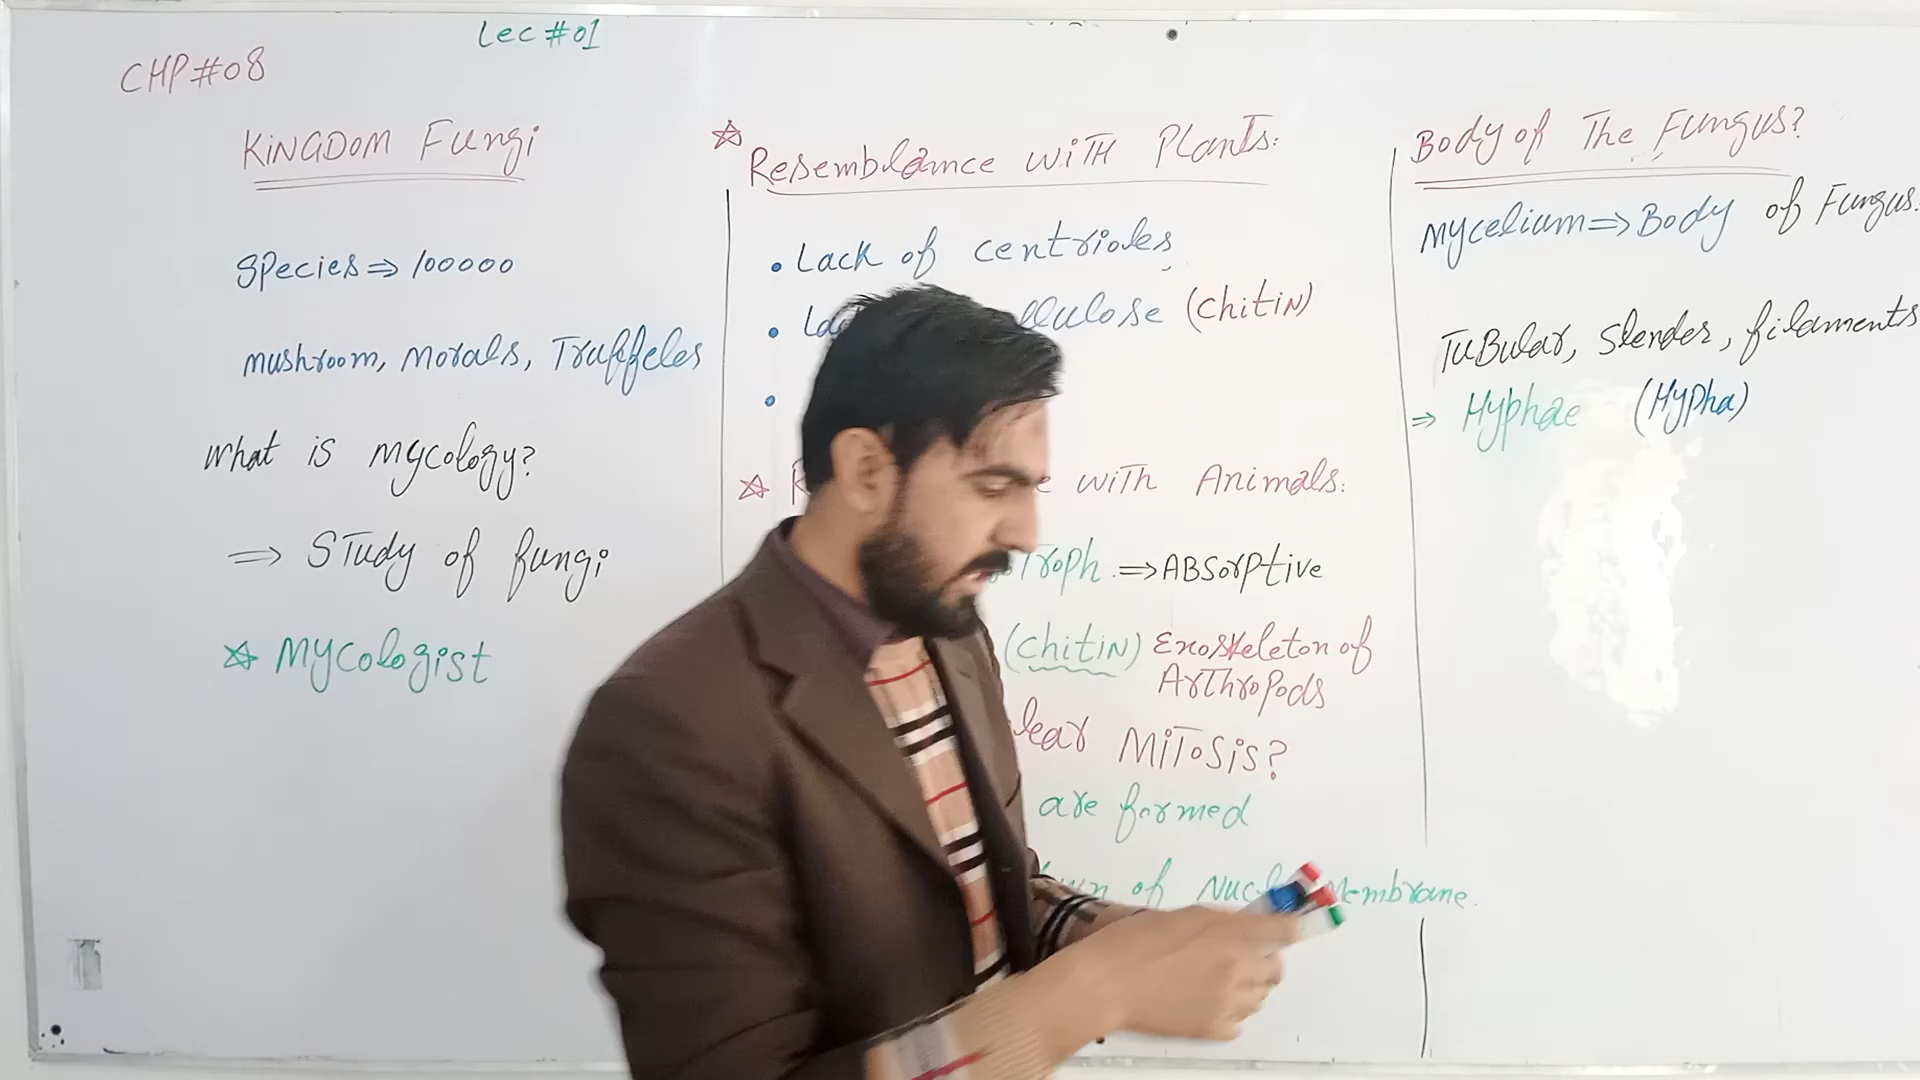 Lec #01
CHP#08
KINGDOM Fungi
Species ⇒ 100000
mushroom, Morals, Truffeles
What is mycology?
⇒ Study of fungi
☆ Mycologist
☆ Resemblamce WITH Plants:
• Lack of centrioles
• llulose (chitin)
•
☆ with Animals:
Troph. ⇒ ABSorptive
(chitin) Exoskeleton of
Arthropods
lear MiTosis?
are formed
of
Body of The Fungus?
Mycelium ⇒ Body of Fungus.
TuBular, Slender, filaments
⇒ Hyphae (Hypha)